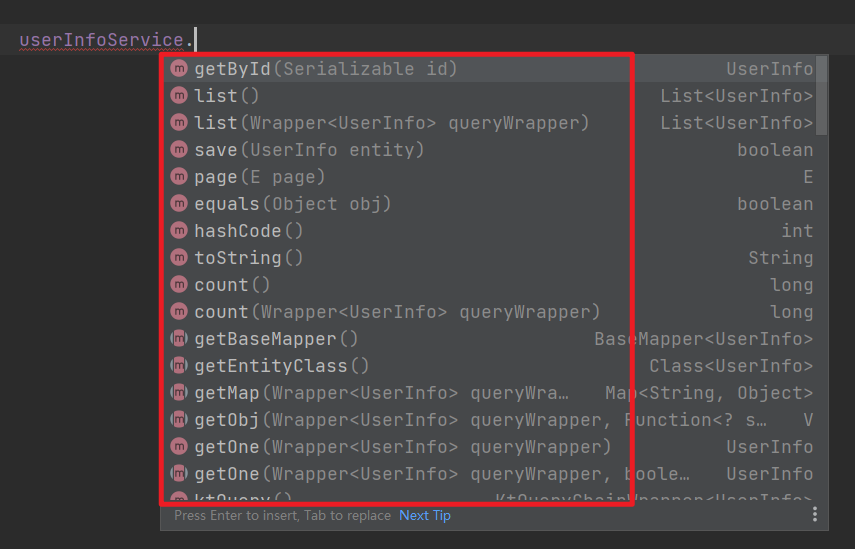 userInfoService.
getById(Serializable id) UserInfo
list() List<UserInfo>
list(Wrapper<UserInfo> queryWrapper) List<UserInfo>
save(UserInfo entity) boolean
page(E page) E
equals(Object obj) boolean
hashCode() int
toString() String
count() long
count(Wrapper<UserInfo> queryWrapper) long
getBaseMapper() BaseMapper<UserInfo>
getEntityClass() Class<UserInfo>
getMap(Wrapper<UserInfo> queryWra… Map<String, Object>
getObj(Wrapper<UserInfo> queryWrapper, Function<? s… V
getOne(Wrapper<UserInfo> queryWrapper) UserInfo
getOne(Wrapper<UserInfo> queryWrapper, boole… UserInfo
ktQuery() KtQueryChainWrapper<UserInfo>
Press Enter to insert, Tab to replace Next Tip